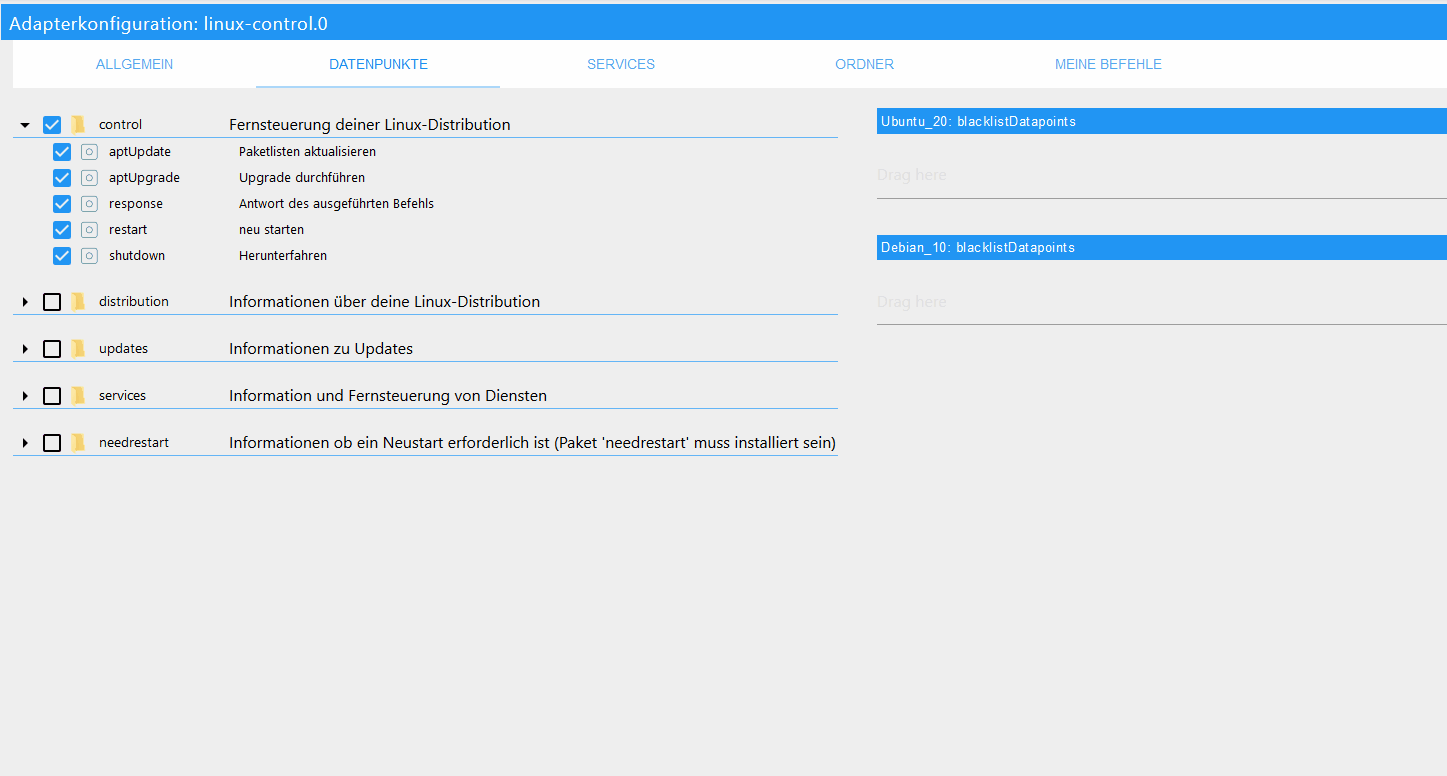 Adapterkonfiguration: linux-control.0
ALLGEMEIN DATENPUNKTE SERVICES ORDNER MEINE BEFEHLE
control Fernsteuerung deiner Linux-Distribution
aptUpdate Paketlisten aktualisieren
aptUpgrade Upgrade durchführen
response Antwort des ausgeführten Befehls
restart neu starten
shutdown Herunterfahren
distribution Informationen über deine Linux-Distribution
updates Informationen zu Updates
services Information und Fernsteuerung von Diensten
needrestart Informationen ob ein Neustart erforderlich ist (Paket 'needrestart' muss installiert sein)
Ubuntu_20: blacklistDatapoints
Drag here
Debian_10: blacklistDatapoints
Drag here